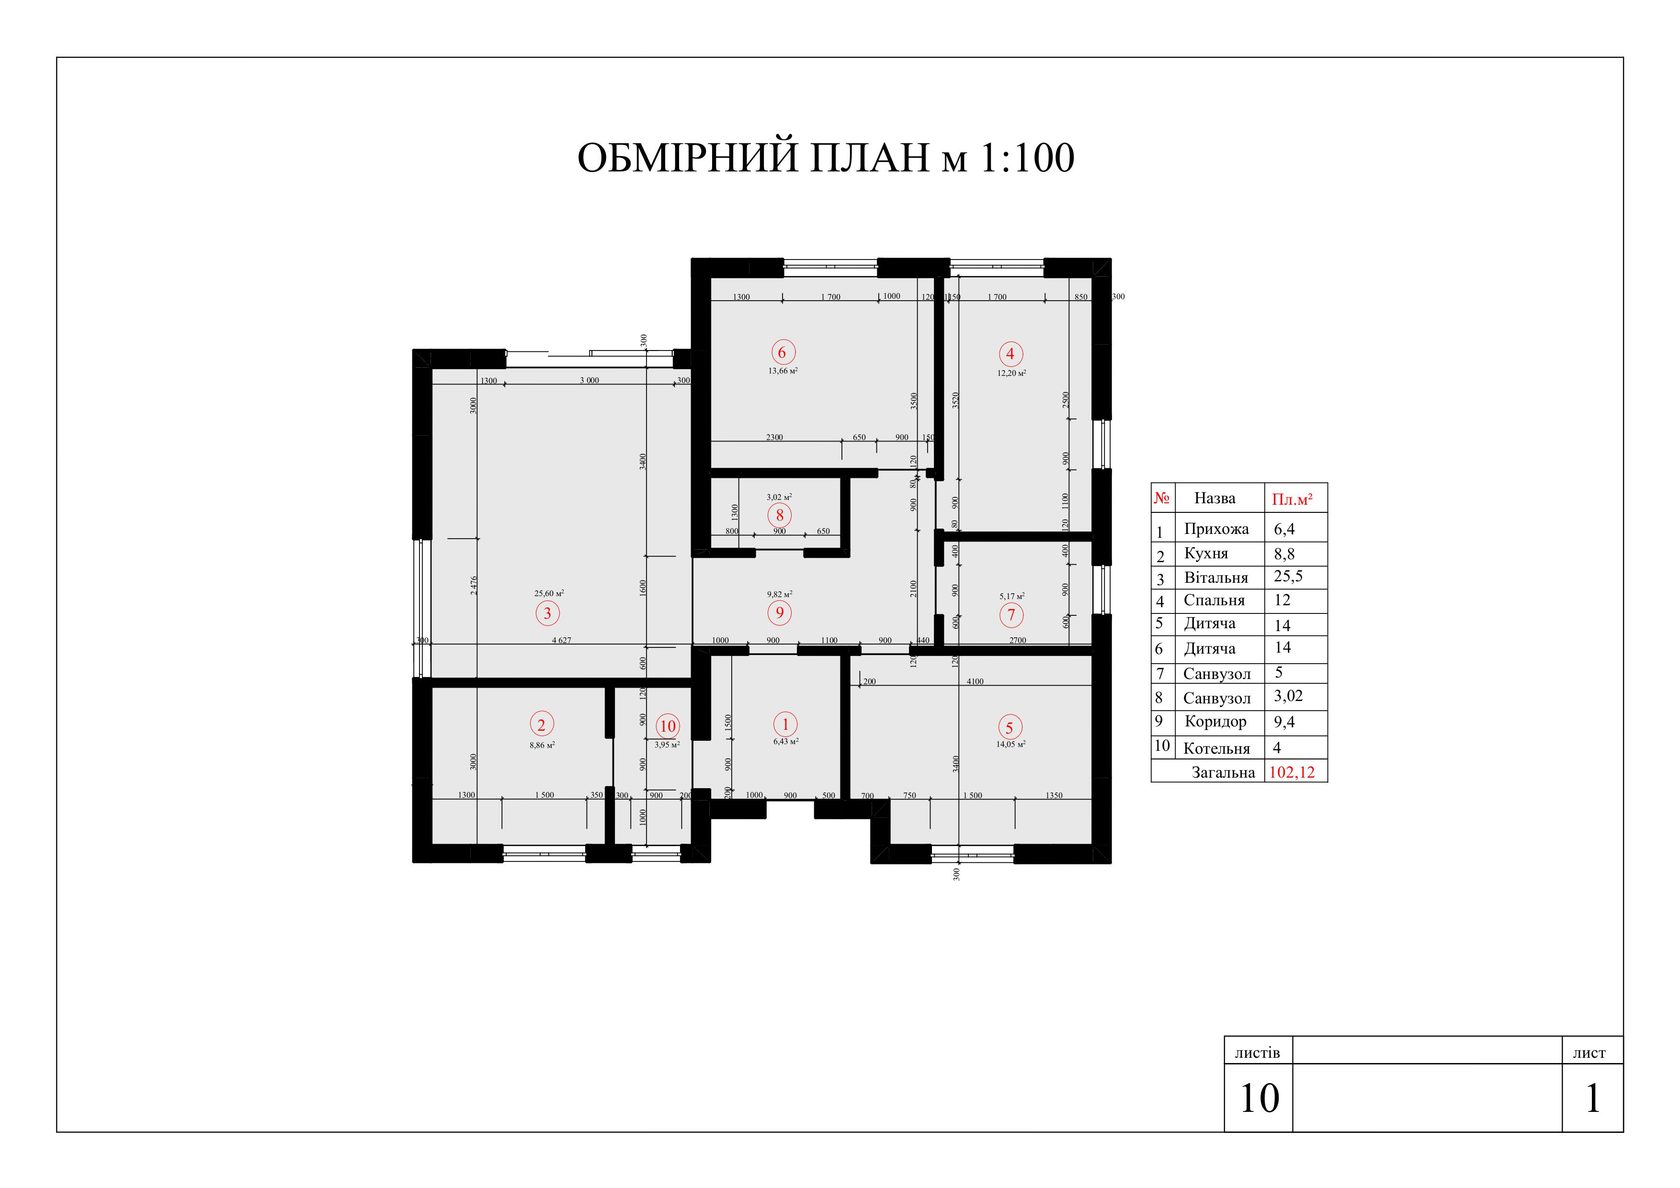 ОБМІРНИЙ ПЛАН м 1:100
1300 1 700 1000 120 150 1 700 850 300
300
6
13,66 м²
4
12,20 м²
1300 3 000 300
3000
3400
3500
3520
2500
2300 650 900 150
120
80
900
900
80
900
1100
120
3,02 м²
8
1300
800 900 650
2 476
1600
25,60 м²
3
9,82 м²
9
2100
400
900
600
5,17 м²
7
400
900
600
300 4 627 1000 900 1100 900 440 2700
600
120
120
120
200 4100
2
8,86 м²
10
3,95 м²
1
6,43 м²
5
14,05 м²
3000
900
900
1000
1500
900
200
3400
1300 1 500 350 300 900 200 1000 900 500 700 750 1 500 1350
300
№ Назва Пл.м²
1 Прихожа 6,4
2 Кухня 8,8
3 Вітальня 25,5
4 Спальня 12
5 Дитяча 14
6 Дитяча 14
7 Санвузол 5
8 Санвузол 3,02
9 Коридор 9,4
10 Котельня 4
Загальна 102,12
листів лист
10 1